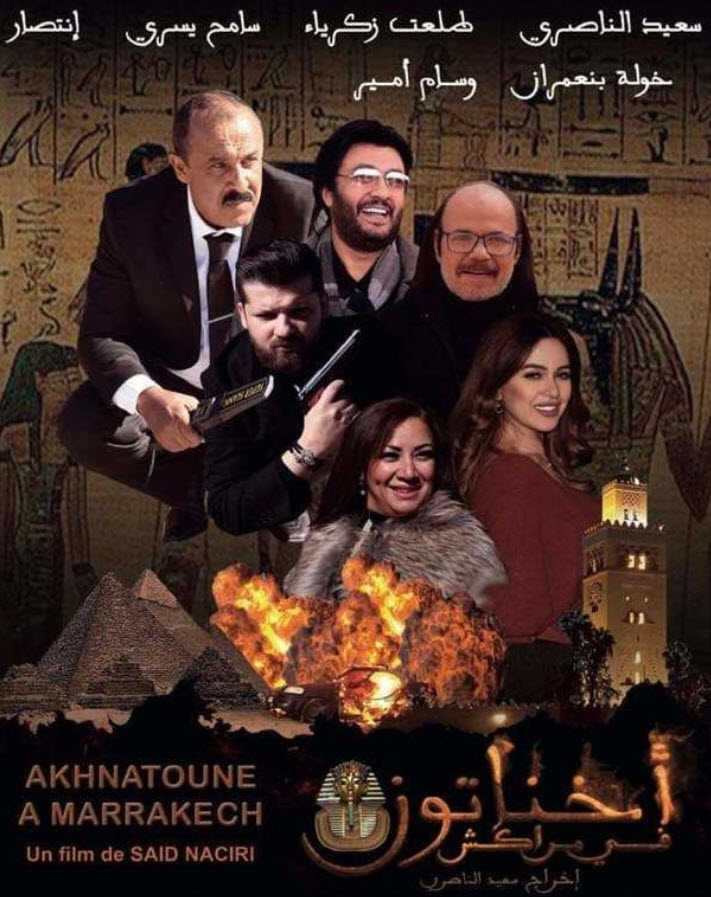 سعيد الناصري طلعت زكرياء سامح يسري إنتصار
خولة بنعمران وسام أمير
AKHNATOUNE
A MARRAKECH
Un film de SAID NACIRI
أخناتون
في مراكش
إخراج سعيد الناصري